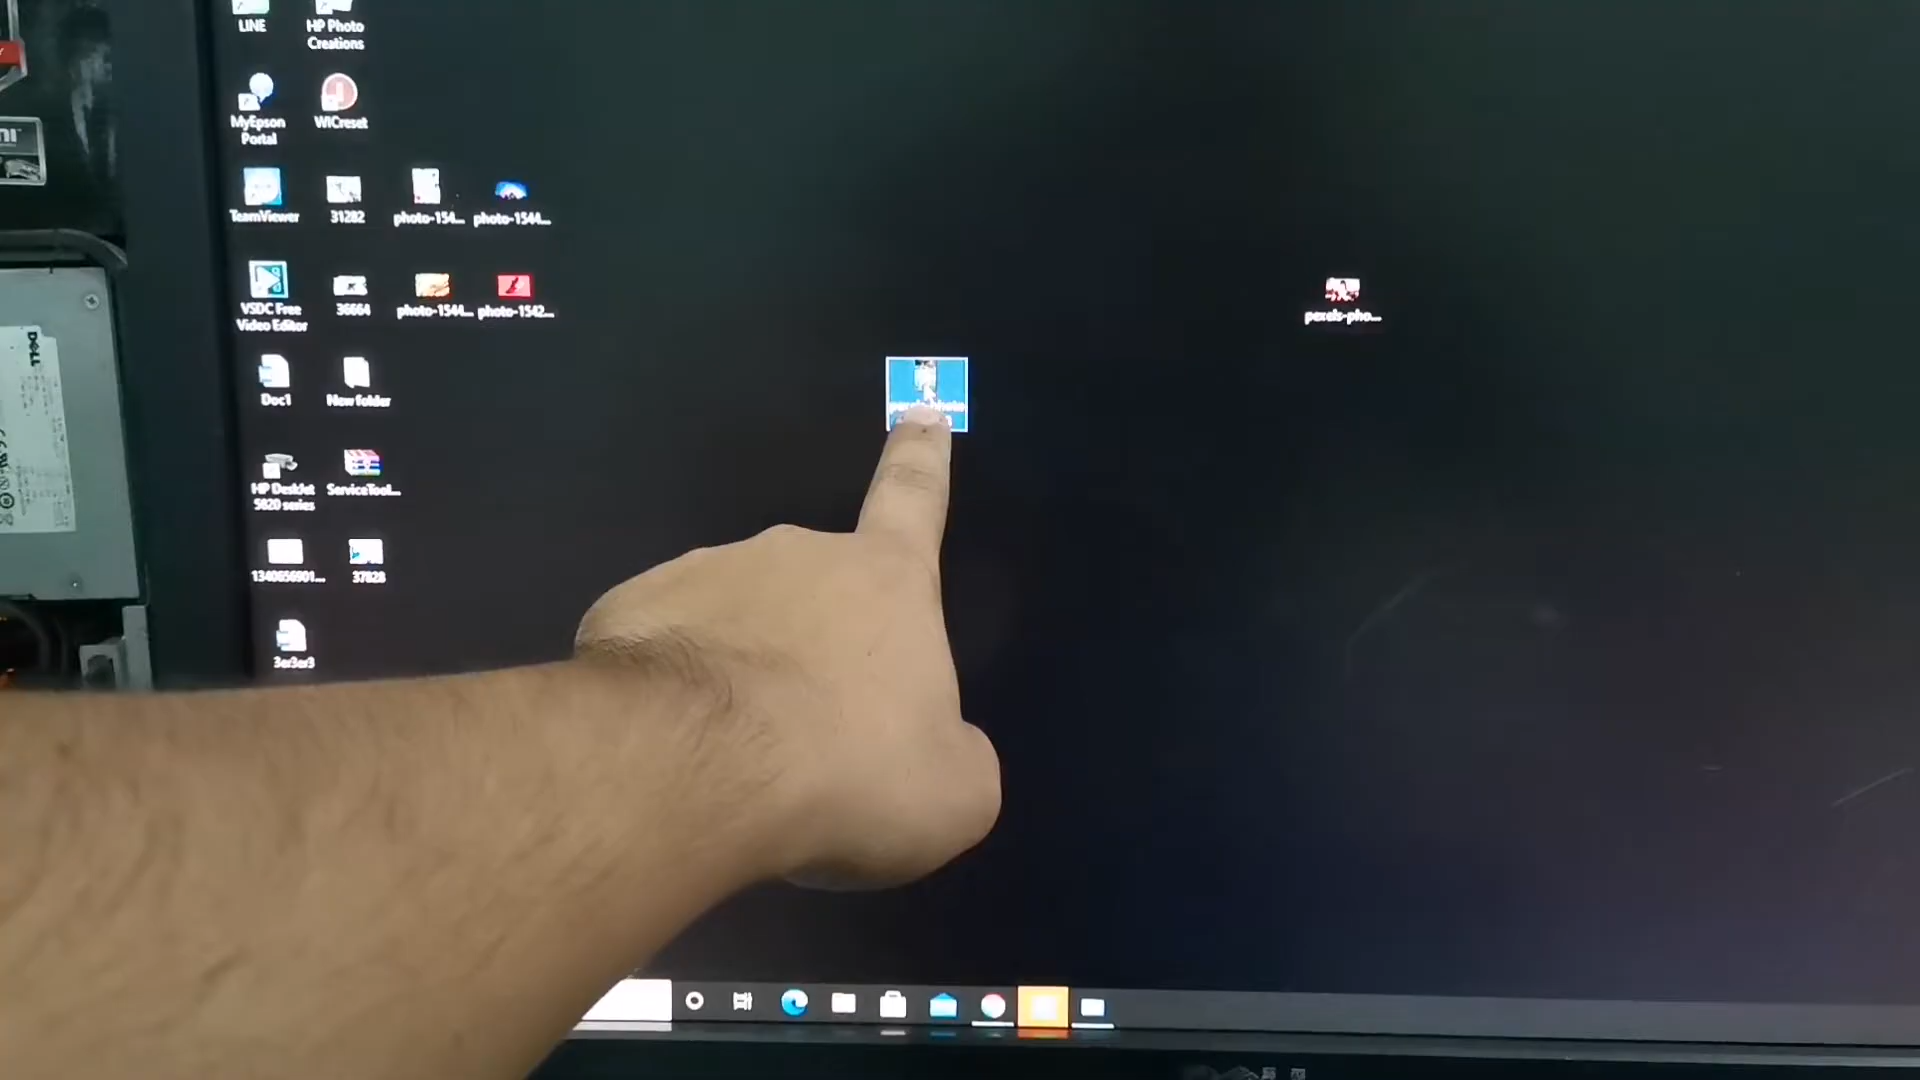 LINE
HP Photo
Creations
MyEpson
Portal
WICreset
TeamViewer
31282
photo-154...
photo-1544...
VSDC Free
Video Editor
36664
photo-1544...
photo-1542...
pexels-pho...
Doc1
New folder
HP DeskJet
5820 series
ServiceTool...
1340656901...
37828
3er3er3
DELL